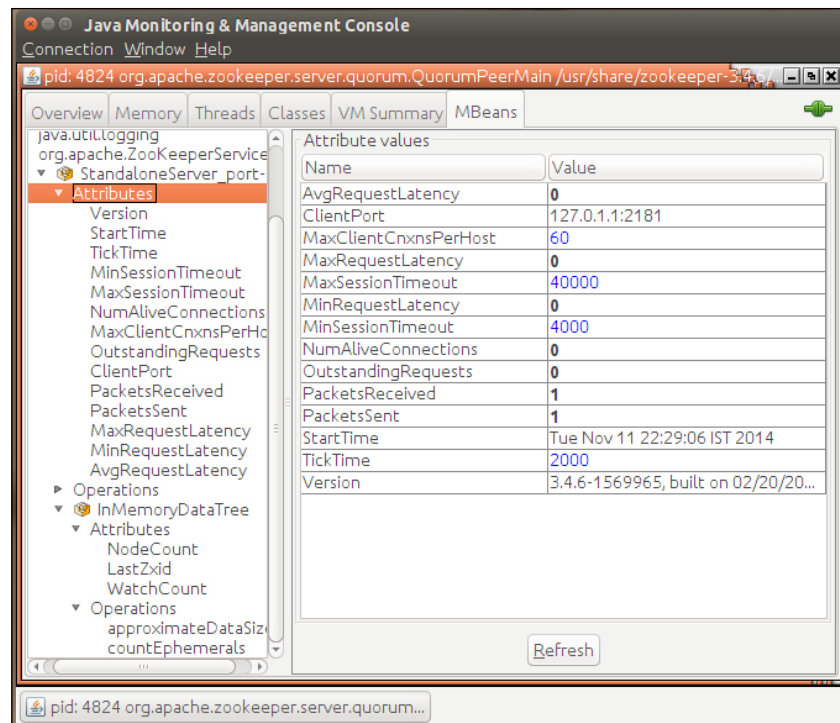 Java Monitoring & Management Console
Connection Window Help
pid: 4824 org.apache.zookeeper.server.quorum.QuorumPeerMain /usr/share/zookeeper-3.4.6/...
Overview Memory Threads Classes VM Summary MBeans
java.util.logging
org.apache.ZooKeeperService
StandaloneServer_port-
Attributes
Version
StartTime
TickTime
MinSessionTimeout
MaxSessionTimeout
NumAliveConnections
MaxClientCnxnsPerHo
OutstandingRequests
ClientPort
PacketsReceived
PacketsSent
MaxRequestLatency
MinRequestLatency
AvgRequestLatency
Operations
InMemoryDataTree
Attributes
NodeCount
LastZxid
WatchCount
Operations
approximateDataSiz
countEphemerals
Attribute values
Name Value
AvgRequestLatency 0
ClientPort 127.0.1.1:2181
MaxClientCnxnsPerHost 60
MaxRequestLatency 0
MaxSessionTimeout 40000
MinRequestLatency 0
MinSessionTimeout 4000
NumAliveConnections 0
OutstandingRequests 0
PacketsReceived 1
PacketsSent 1
StartTime Tue Nov 11 22:29:06 IST 2014
TickTime 2000
Version 3.4.6-1569965, built on 02/20/20...
Refresh
pid: 4824 org.apache.zookeeper.server.quorum...